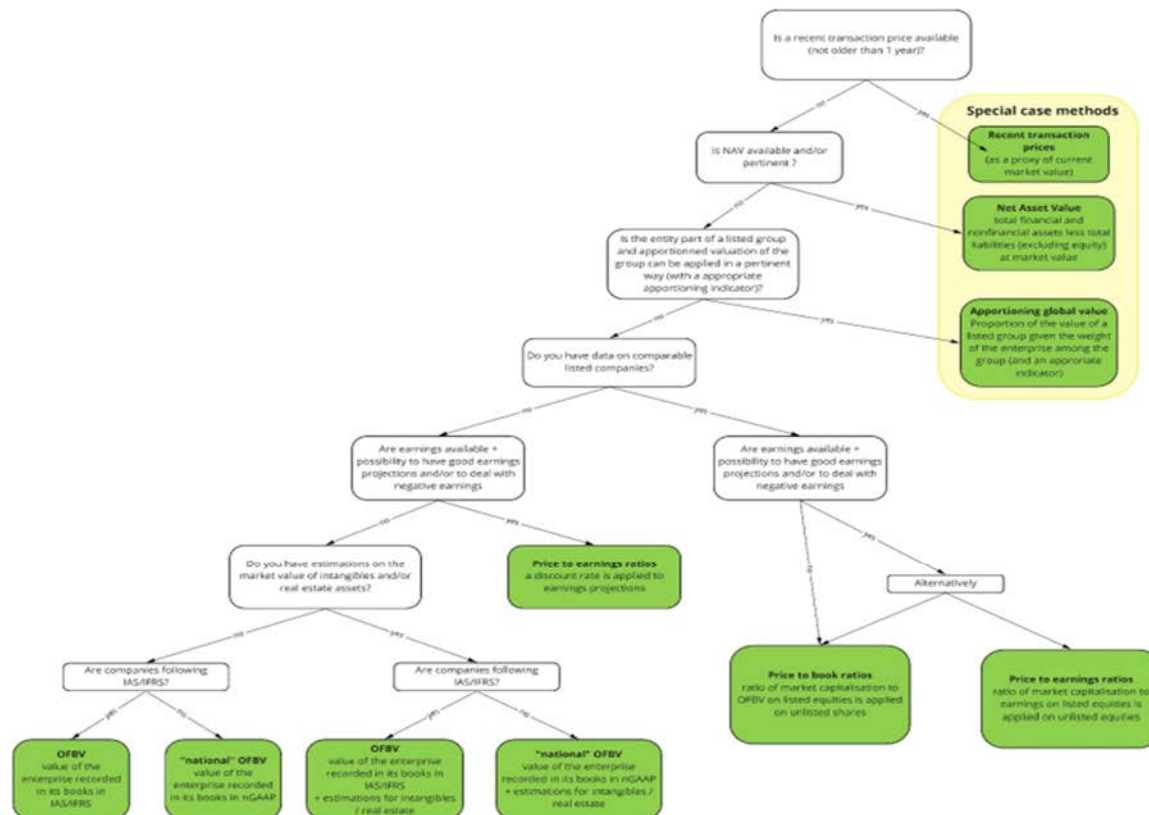 Is a recent transaction price available
(not older than 1 year)?
no
yes
Special case methods
Recent transaction
prices
(as a proxy of current
market value)
Is NAV available and/or
pertinent ?
no
yes
Net Asset Value
total financial and
nonfinancial assets less total
liabilities (excluding equity)
at market value
Is the entity part of a listed group
and apportionned valuation of the
group can be applied in a pertinent
way (with a appropriate
apportioning indicator)?
no
yes
Apportioning global value
Proportion of the value of a
listed group given the weight
of the enterprise among the
group (and an approriate
indicator)
Do you have data on comparable
listed companies?
no
yes
Are earnings available +
possibility to have good earnings
projections and/or to deal with
negative earnings
Are earnings available +
possibility to have good earnings
projections and/or to deal with
negative earnings
no
yes
no
yes
Do you have estimations on the
market value of intangibles and/or
real estate assets?
Price to earnings ratios
a discount rate is applied to
earnings projections
Alternatively
no
yes
Are companies following
IAS/IFRS?
Are companies following
IAS/IFRS?
Price to book ratios
ratio of market capitalisation to
OFBV on listed equities is applied
on unlisted shares
Price to earnings ratios
ratio of market capitalisation to
earnings on listed equities is
applied on unlisted equities
yes
no
yes
no
OFBV
value of the
enterprise recorded
in its books in
IAS/IFRS
"national" OFBV
value of the
enterprise recorded
in its books in nGAAP
OFBV
value of the enterprise
recorded in its books in
IAS/IFRS
+ estimations for intangibles
/ real estate
"national" OFBV
value of the enterprise
recorded in its books in nGAAP
+ estimations for intangibles /
real estate